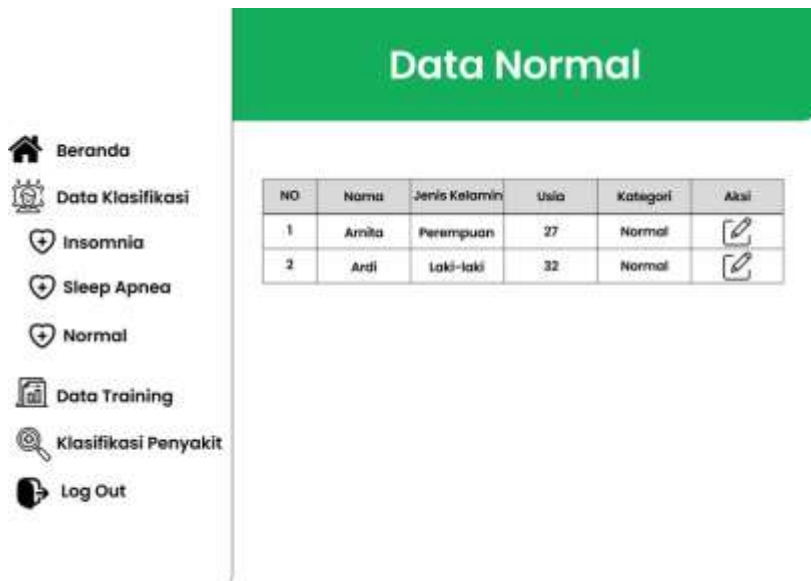 Data Normal
Beranda
Data Klasifikasi
Insomnia
Sleep Apnea
Normal
Data Training
Klasifikasi Penyakit
Log Out
NO Nama Jenis Kelamin Usia Kategori Aksi
1 Arnita Perempuan 27 Normal
2 Ardi Laki-laki 32 Normal